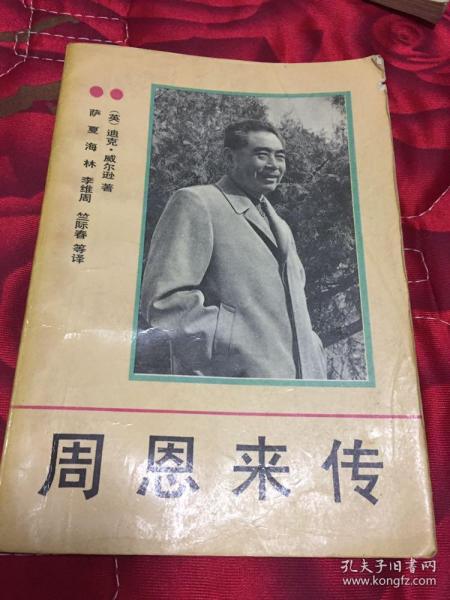 （英）迪克·威尔逊 著
萨夏 海林 李维周 竺际春 等译
周恩来传
孔夫子旧书网
www.kongfz.com